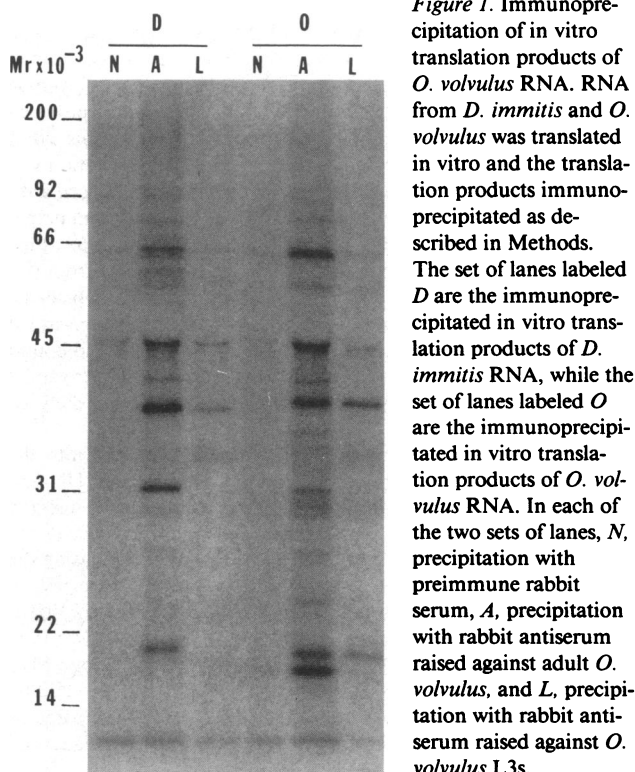 D O
Mr x 10-3 N A L N A L
200
92
66
45
31
22
14
Figure 1. Immunopre-
cipitation of in vitro
translation products of
O. volvulus RNA. RNA
from D. immitis and O.
volvulus was translated
in vitro and the transla-
tion products immuno-
precipitated as de-
scribed in Methods.
The set of lanes labeled
D are the immunopre-
cipitated in vitro trans-
lation products of D.
immitis RNA, while the
set of lanes labeled O
are the immunoprecipi-
tated in vitro transla-
tion products of O. vol-
vulus RNA. In each of
the two sets of lanes, N,
precipitation with
preimmune rabbit
serum, A, precipitation
with rabbit antiserum
raised against adult O.
volvulus, and L, precipi-
tation with rabbit anti-
serum raised against O.
volvulus L3s